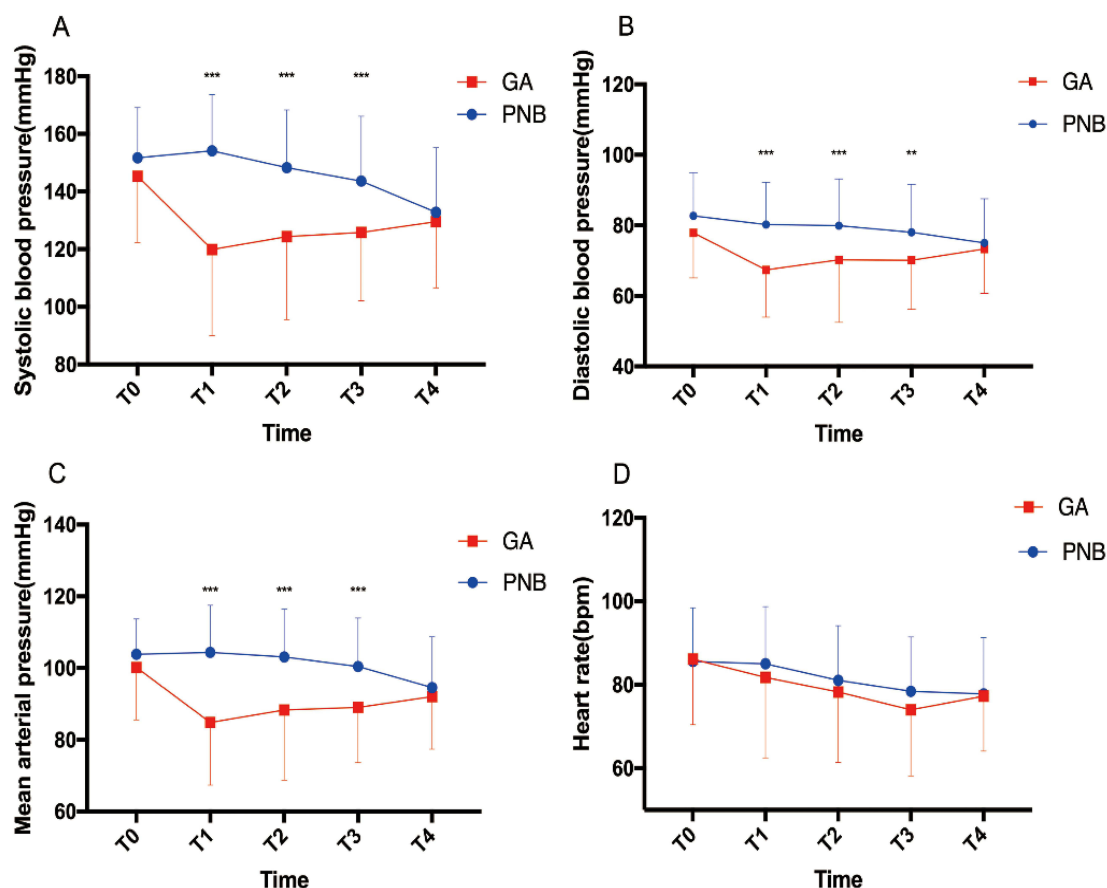 A
Systolic blood pressure(mmHg)
180
160
140
120
100
80
*** *** ***
GA
PNB
T0 T1 T2 T3 T4
Time
B
Diastolic blood pressure(mmHg)
120
100
80
60
40
*** *** **
GA
PNB
T0 T1 T2 T3 T4
Time
C
Mean arterial pressure(mmHg)
140
120
100
80
60
*** *** ***
GA
PNB
T0 T1 T2 T3 T4
Time
D
Heart rate(bpm)
120
100
80
60
GA
PNB
T0 T1 T2 T3 T4
Time